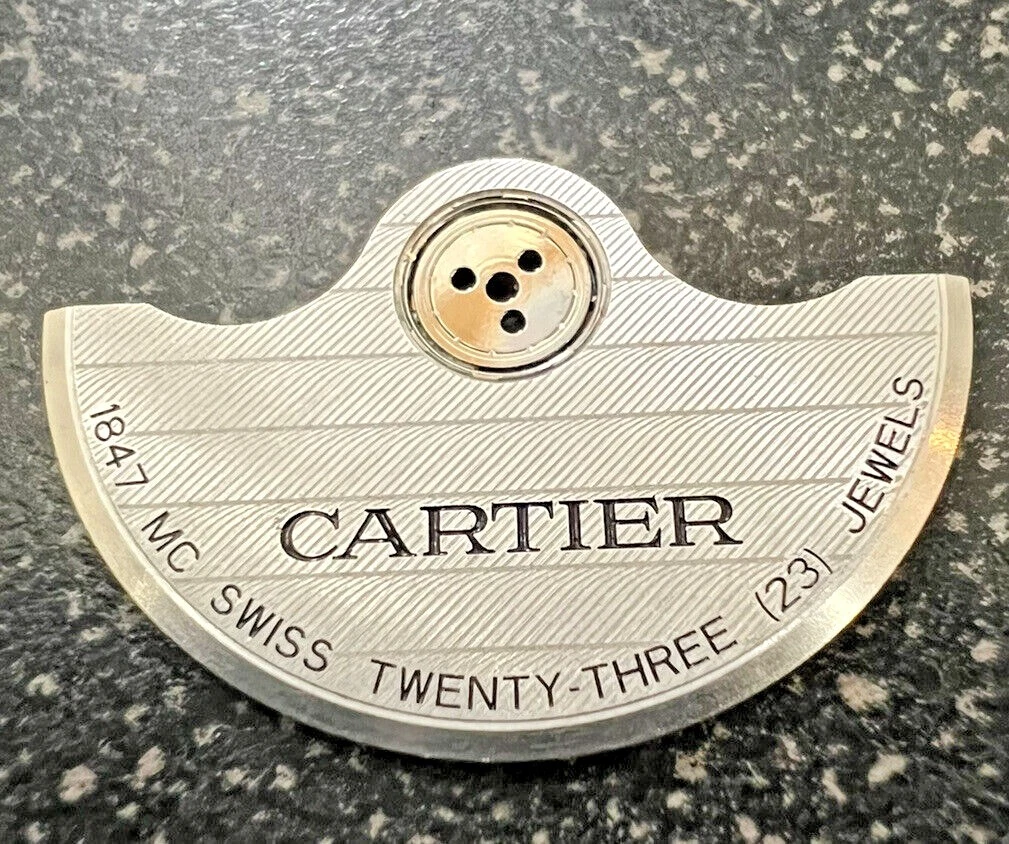 CARTIER
1847 MC SWISS TWENTY-THREE (23) JEWELS